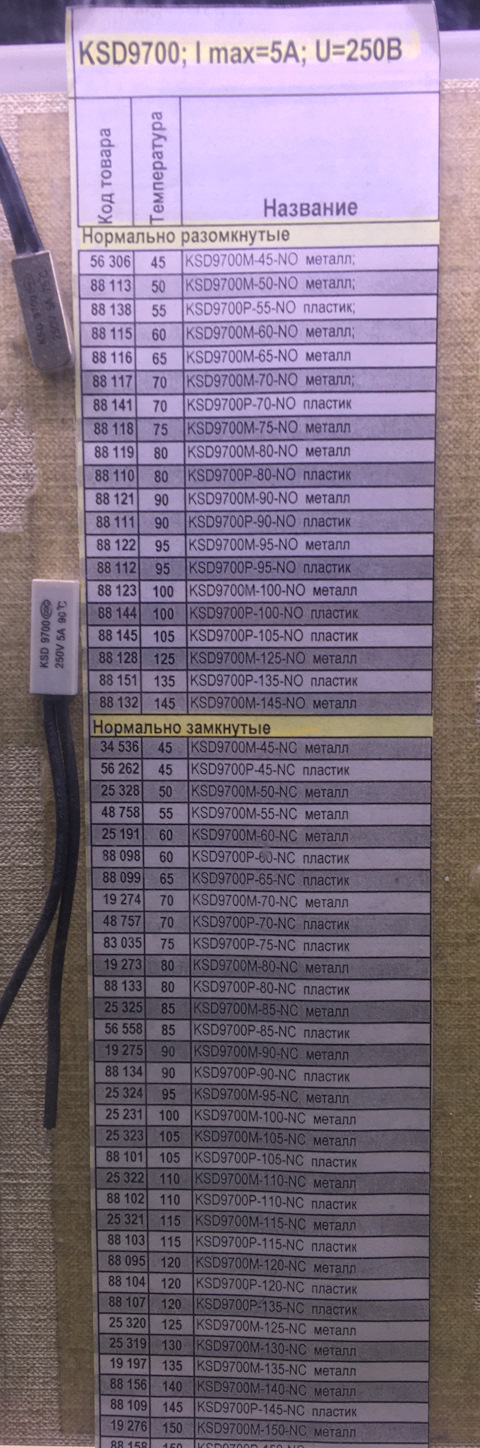 KSD9700; I max=5A; U=250В
Код товара
Температура
Название
Нормально разомкнутые
56 306 45 KSD9700M-45-NO металл;
88 113 50 KSD9700M-50-NO металл;
88 138 55 KSD9700P-55-NO пластик;
88 115 60 KSD9700M-60-NO металл;
88 116 65 KSD9700M-65-NO металл
88 117 70 KSD9700M-70-NO металл;
88 141 70 KSD9700P-70-NO пластик
88 118 75 KSD9700M-75-NO металл
88 119 80 KSD9700M-80-NO металл
88 110 80 KSD9700P-80-NO пластик
88 121 90 KSD9700M-90-NO металл
88 111 90 KSD9700P-90-NO пластик
88 122 95 KSD9700M-95-NO металл
88 112 95 KSD9700P-95-NO пластик
88 123 100 KSD9700M-100-NO металл
88 144 100 KSD9700P-100-NO пластик
88 145 105 KSD9700P-105-NO пластик
88 128 125 KSD9700M-125-NO металл
88 151 135 KSD9700P-135-NO пластик
88 132 145 KSD9700M-145-NO металл
Нормально замкнутые
34 536 45 KSD9700M-45-NC металл
56 262 45 KSD9700P-45-NC пластик
25 328 50 KSD9700M-50-NC металл
48 758 55 KSD9700M-55-NC металл
25 191 60 KSD9700M-60-NC металл
88 098 60 KSD9700P-60-NC пластик
88 099 65 KSD9700P-65-NC пластик
19 274 70 KSD9700M-70-NC металл
48 757 70 KSD9700P-70-NC пластик
83 035 75 KSD9700P-75-NC пластик
19 273 80 KSD9700M-80-NC металл
88 133 80 KSD9700P-80-NC пластик
25 325 85 KSD9700M-85-NC металл
56 558 85 KSD9700P-85-NC пластик
19 275 90 KSD9700M-90-NC металл
88 134 90 KSD9700P-90-NC пластик
25 324 95 KSD9700M-95-NC металл
25 231 100 KSD9700M-100-NC металл
25 323 105 KSD9700M-105-NC металл
88 101 105 KSD9700P-105-NC пластик
25 322 110 KSD9700M-110-NC металл
88 102 110 KSD9700P-110-NC пластик
25 321 115 KSD9700M-115-NC металл
88 103 115 KSD9700P-115-NC пластик
88 095 120 KSD9700M-120-NC металл
88 104 120 KSD9700P-120-NC пластик
88 107 120 KSD9700P-135-NC пластик
25 320 125 KSD9700M-125-NC металл
25 319 130 KSD9700M-130-NC металл
19 197 135 KSD9700M-135-NC металл
88 156 140 KSD9700M-140-NC металл
88 109 145 KSD9700P-145-NC пластик
19 276 150 KSD9700M-150-NC металл
KSD 9700
250V 5A 90℃